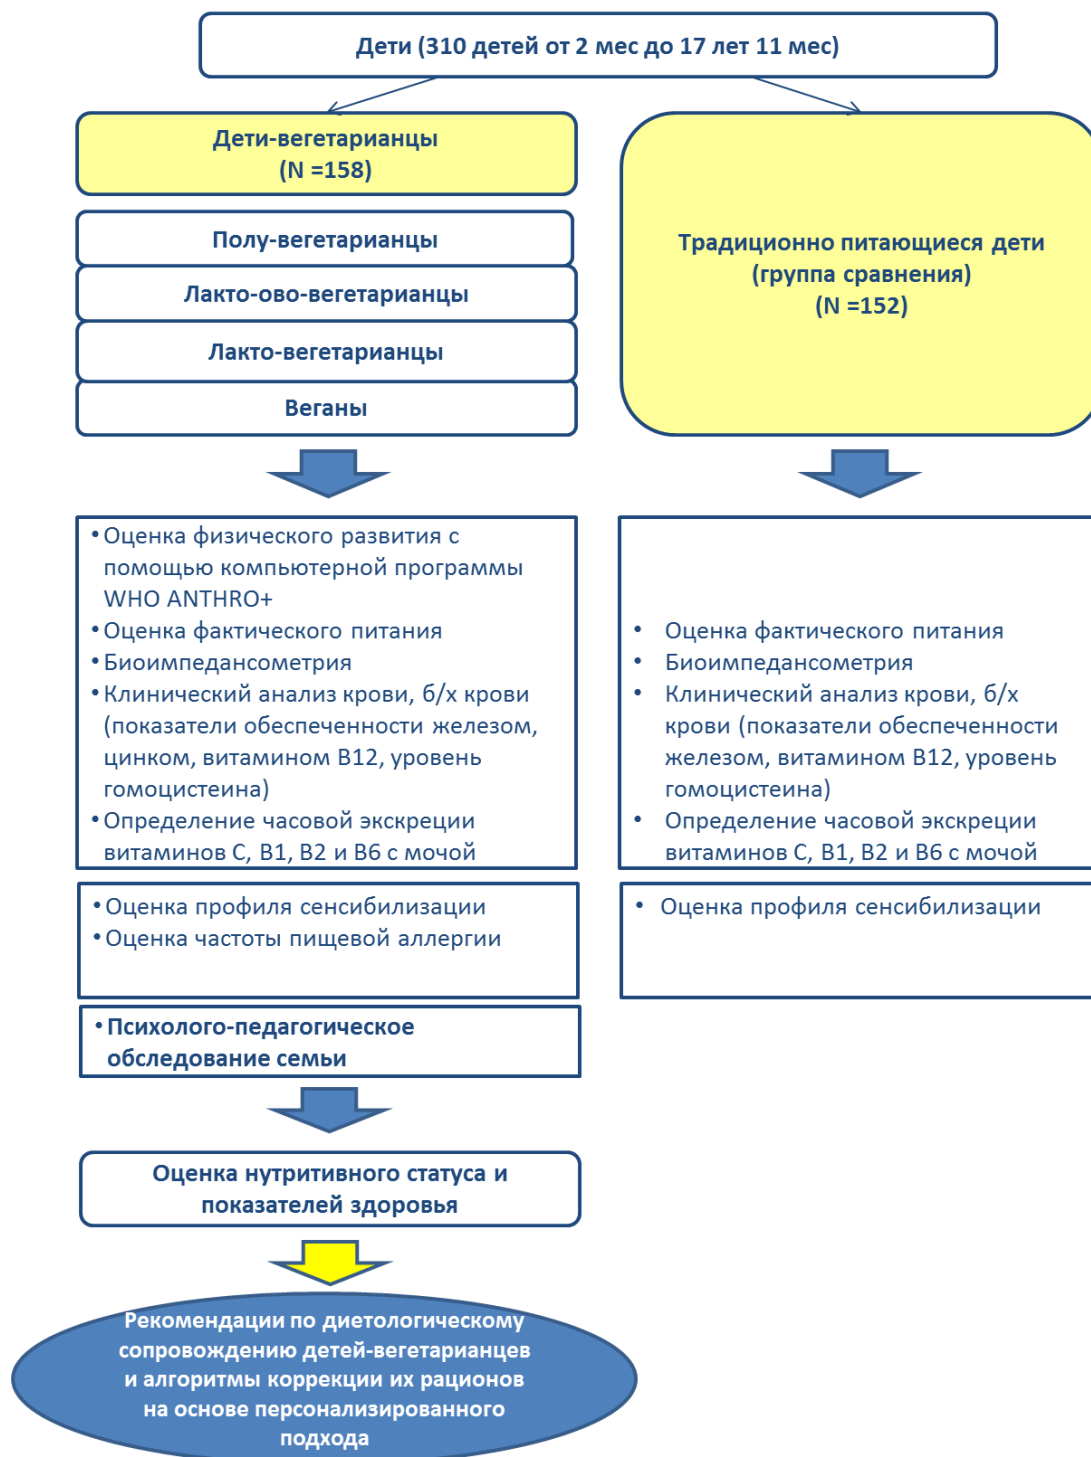 Дети (310 детей от 2 мес до 17 лет 11 мес)
Дети-вегетарианцы
(N =158)
Полу-вегетарианцы
Лакто-ово-вегетарианцы
Лакто-вегетарианцы
Веганы
Традиционно питающиеся дети
(группа сравнения)
(N =152)
• Оценка физического развития с
помощью компьютерной программы
WHO ANTHRO+
• Оценка фактического питания
• Биоимпедансометрия
• Клинический анализ крови, б/х крови
(показатели обеспеченности железом,
цинком, витамином В12, уровень
гомоцистеина)
• Определение часовой экскреции
витаминов С, В1, В2 и В6 с мочой
• Оценка фактического питания
• Биоимпедансометрия
• Клинический анализ крови, б/х
крови (показатели обеспеченности
железом, витамином В12, уровень
гомоцистеина)
• Определение часовой экскреции
витаминов С, В1, В2 и В6 с мочой
• Оценка профиля сенсибилизации
• Оценка частоты пищевой аллергии
• Оценка профиля сенсибилизации
• Психолого-педагогическое
обследование семьи
Оценка нутритивного статуса и
показателей здоровья
Рекомендации по диетологическому
сопровождению детей-вегетарианцев
и алгоритмы коррекции их рационов
на основе персонализированного
подхода